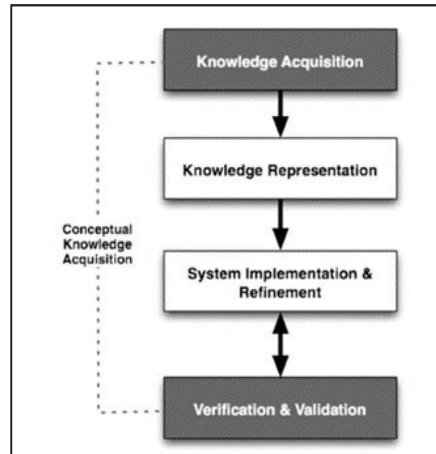 Knowledge Acquisition
Knowledge Representation
Conceptual
Knowledge
Acquisition
System Implementation &
Refinement
Verification & Validation